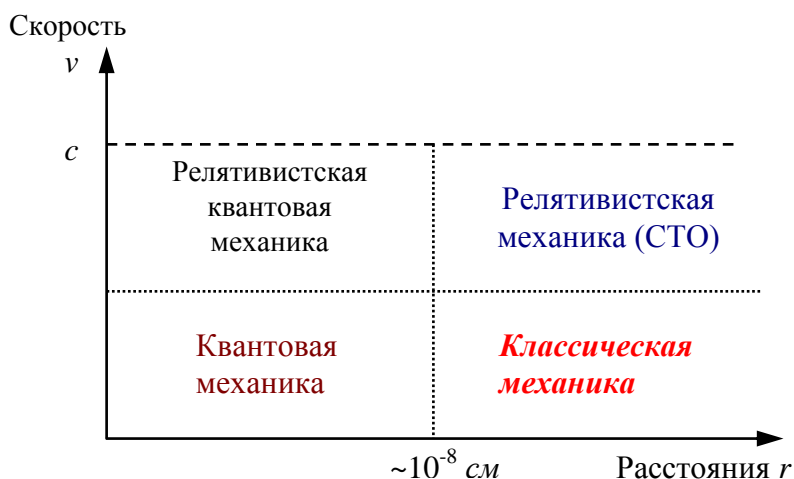 Скорость
v
c
Релятивистская
квантовая
механика
Релятивистская
механика (СТО)
Квантовая
механика
Классическая
механика
~10⁻⁸ см
Расстояния r